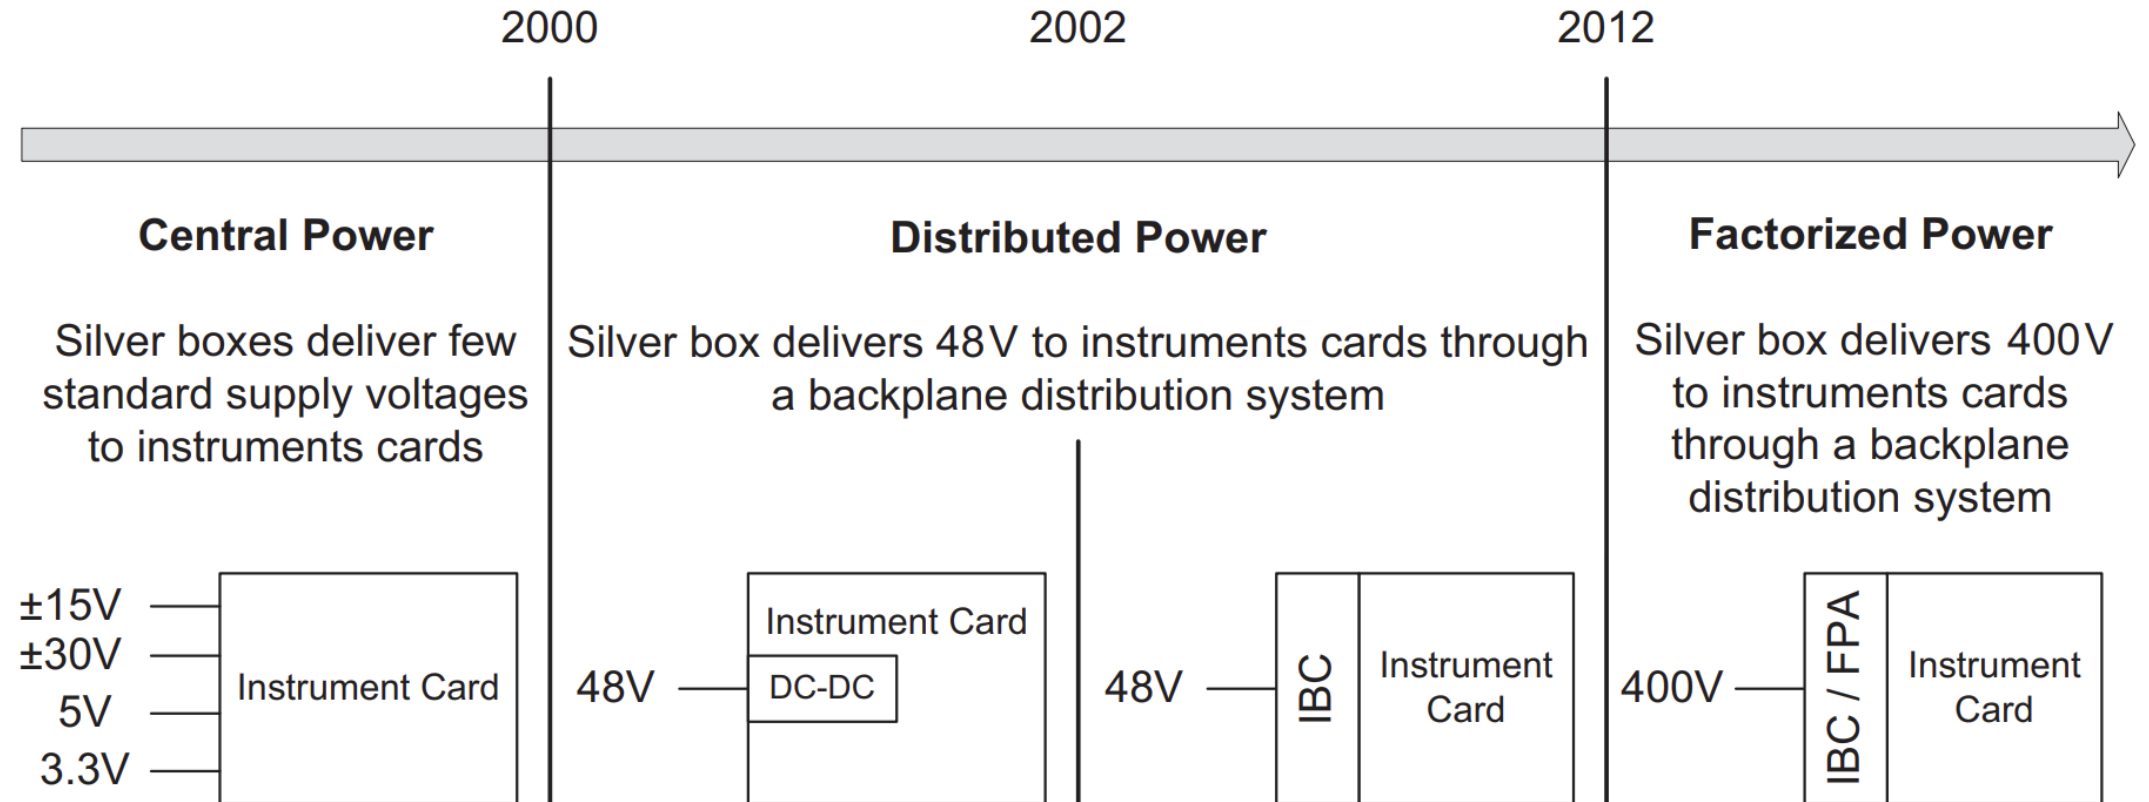 2000
2002
2012
Central Power
Silver boxes deliver few
standard supply voltages
to instruments cards
Distributed Power
Silver box delivers 48V to instruments cards through
a backplane distribution system
Factorized Power
Silver box delivers 400V
to instruments cards
through a backplane
distribution system
±15V
±30V
5V
3.3V
Instrument Card
48V
Instrument Card
DC-DC
48V
IBC
Instrument
Card
400V
IBC / FPA
Instrument
Card